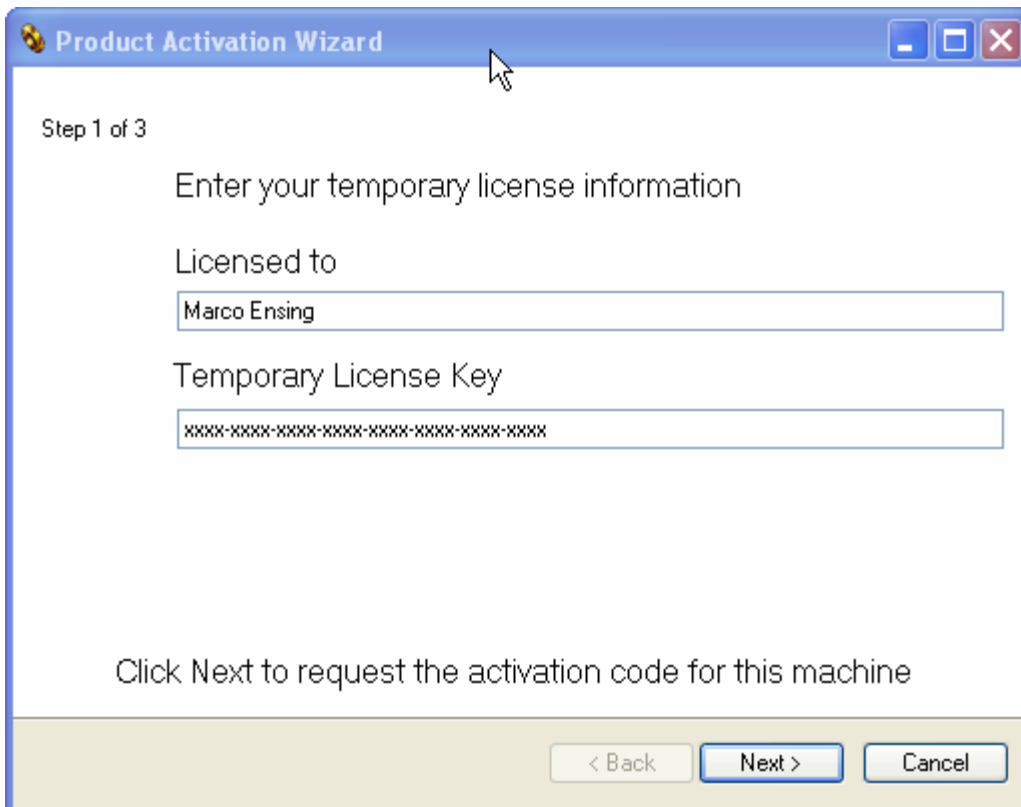 Product Activation Wizard
Step 1 of 3
Enter your temporary license information
Licensed to
Marco Ensing
Temporary License Key
xxxx-xxxx-xxxx-xxxx-xxxx-xxxx-xxxx-xxxx
Click Next to request the activation code for this machine
< Back Next > Cancel